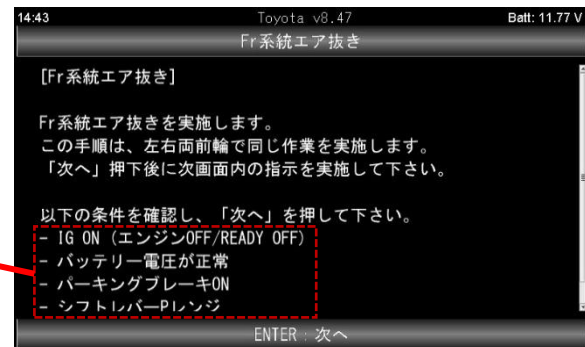 14:43 Toyota v8.47 Batt: 11.77 V
Fr系統エア抜き
[Fr系統エア抜き]
Fr系統エア抜きを実施します。
この手順は、左右両前輪で同じ作業を実施します。
「次へ」押下後に次画面内の指示を実施して下さい。
以下の条件を確認し、「次へ」を押して下さい。
- IG ON (エンジンOFF/READY OFF)
- バッテリー電圧が正常
- パーキングブレーキON
- シフトレバーPレンジ
ENTER : 次へ